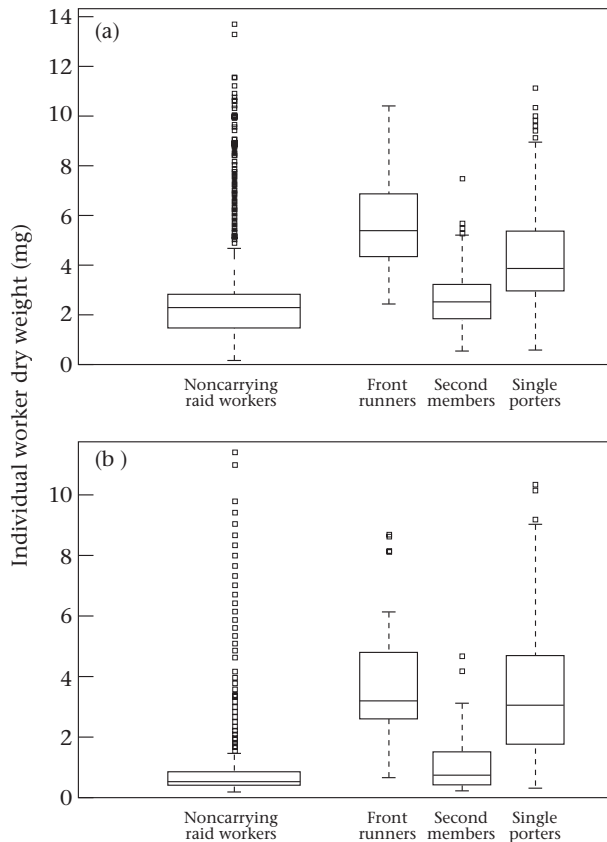 Individual worker dry weight (mg)
(a)
14
12
10
8
6
4
2
0
Noncarrying
raid workers
Front
runners
Second
members
Single
porters
(b )
10
8
6
4
2
0
Noncarrying
raid workers
Front
runners
Second
members
Single
porters